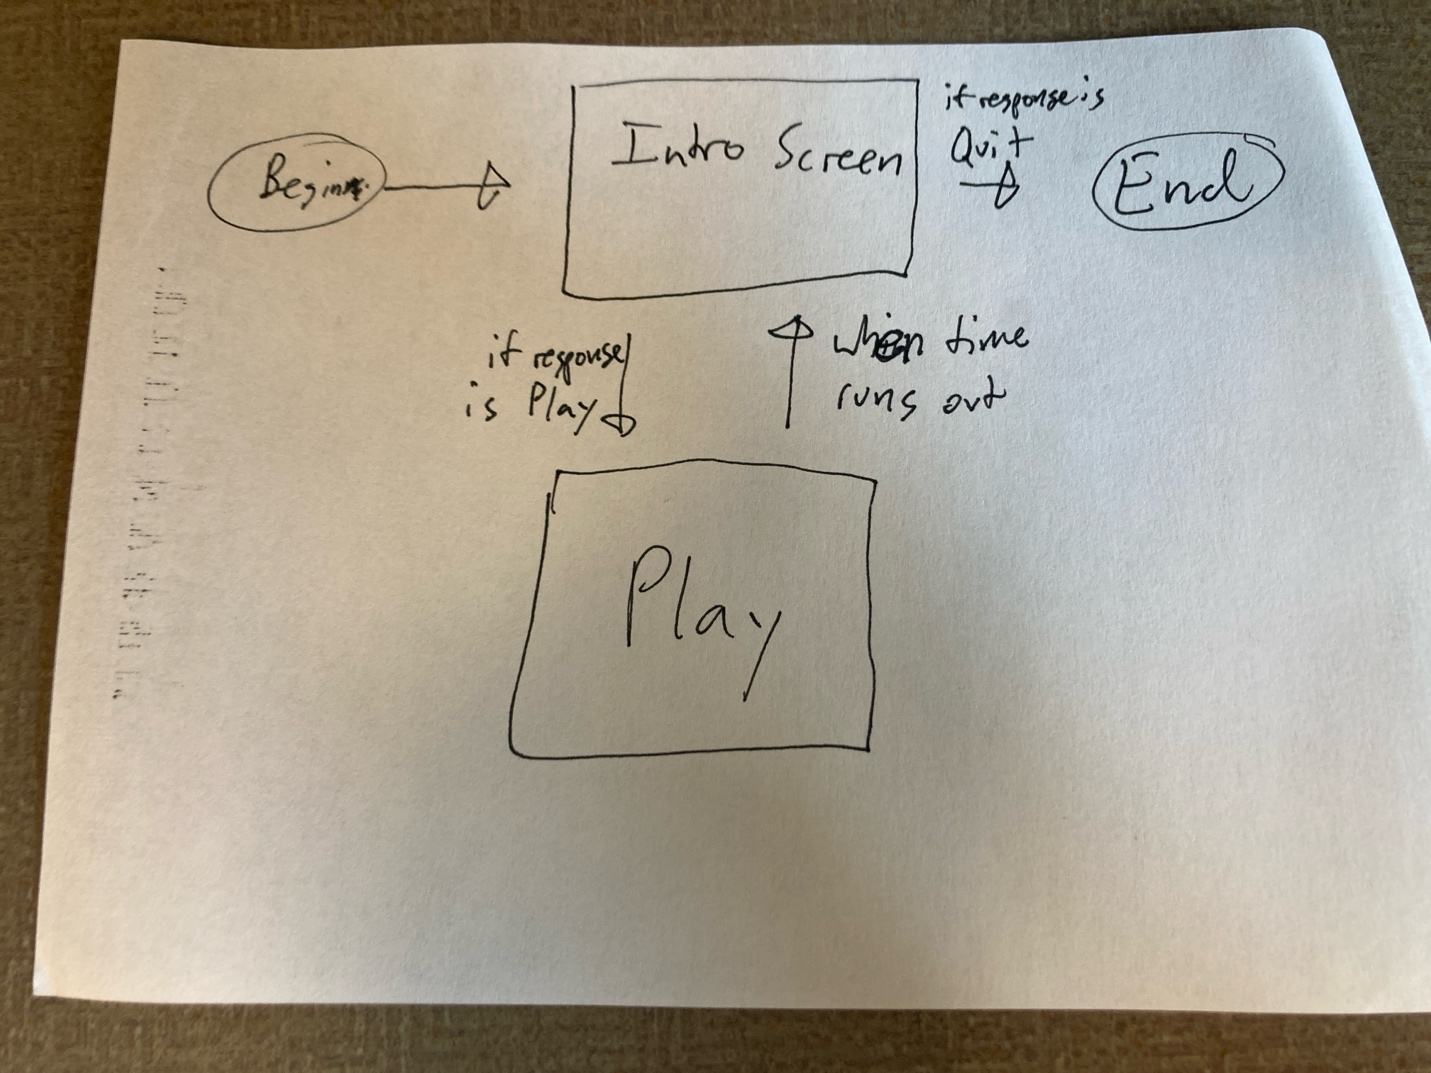 Begin
Intro Screen
if response is
Quit
End
if response
is Play
when time
runs out
Play